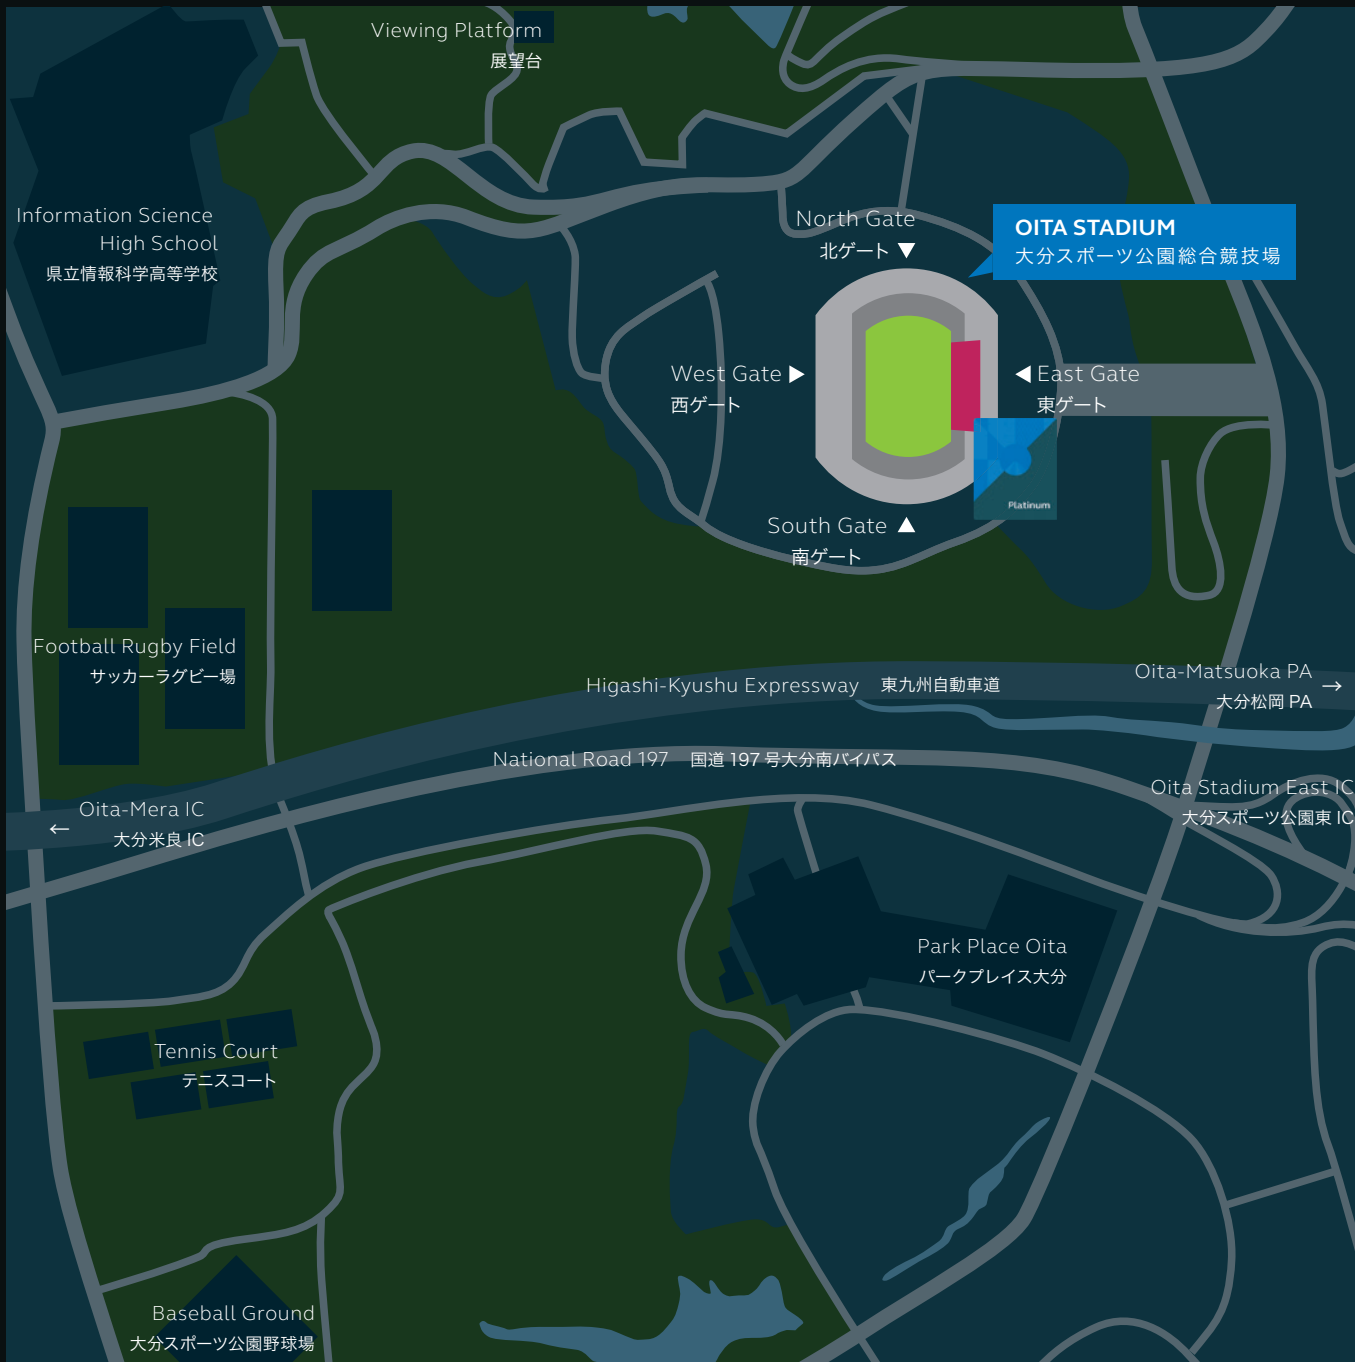 Viewing Platform
展望台
Information Science
High School
県立情報科学高等学校
North Gate
北ゲート ▼
OITA STADIUM
大分スポーツ公園総合競技場
West Gate ▶
西ゲート
◀ East Gate
東ゲート
Platinum
South Gate ▲
南ゲート
Football Rugby Field
サッカーラグビー場
Higashi-Kyushu Expressway 東九州自動車道
Oita-Matsuoka PA
大分松岡 PA →
National Road 197 国道 197 号大分南バイパス
Oita Stadium East IC
大分スポーツ公園東 IC
Oita-Mera IC
← 大分米良 IC
Park Place Oita
パークプレイス大分
Tennis Court
テニスコート
Baseball Ground
大分スポーツ公園野球場